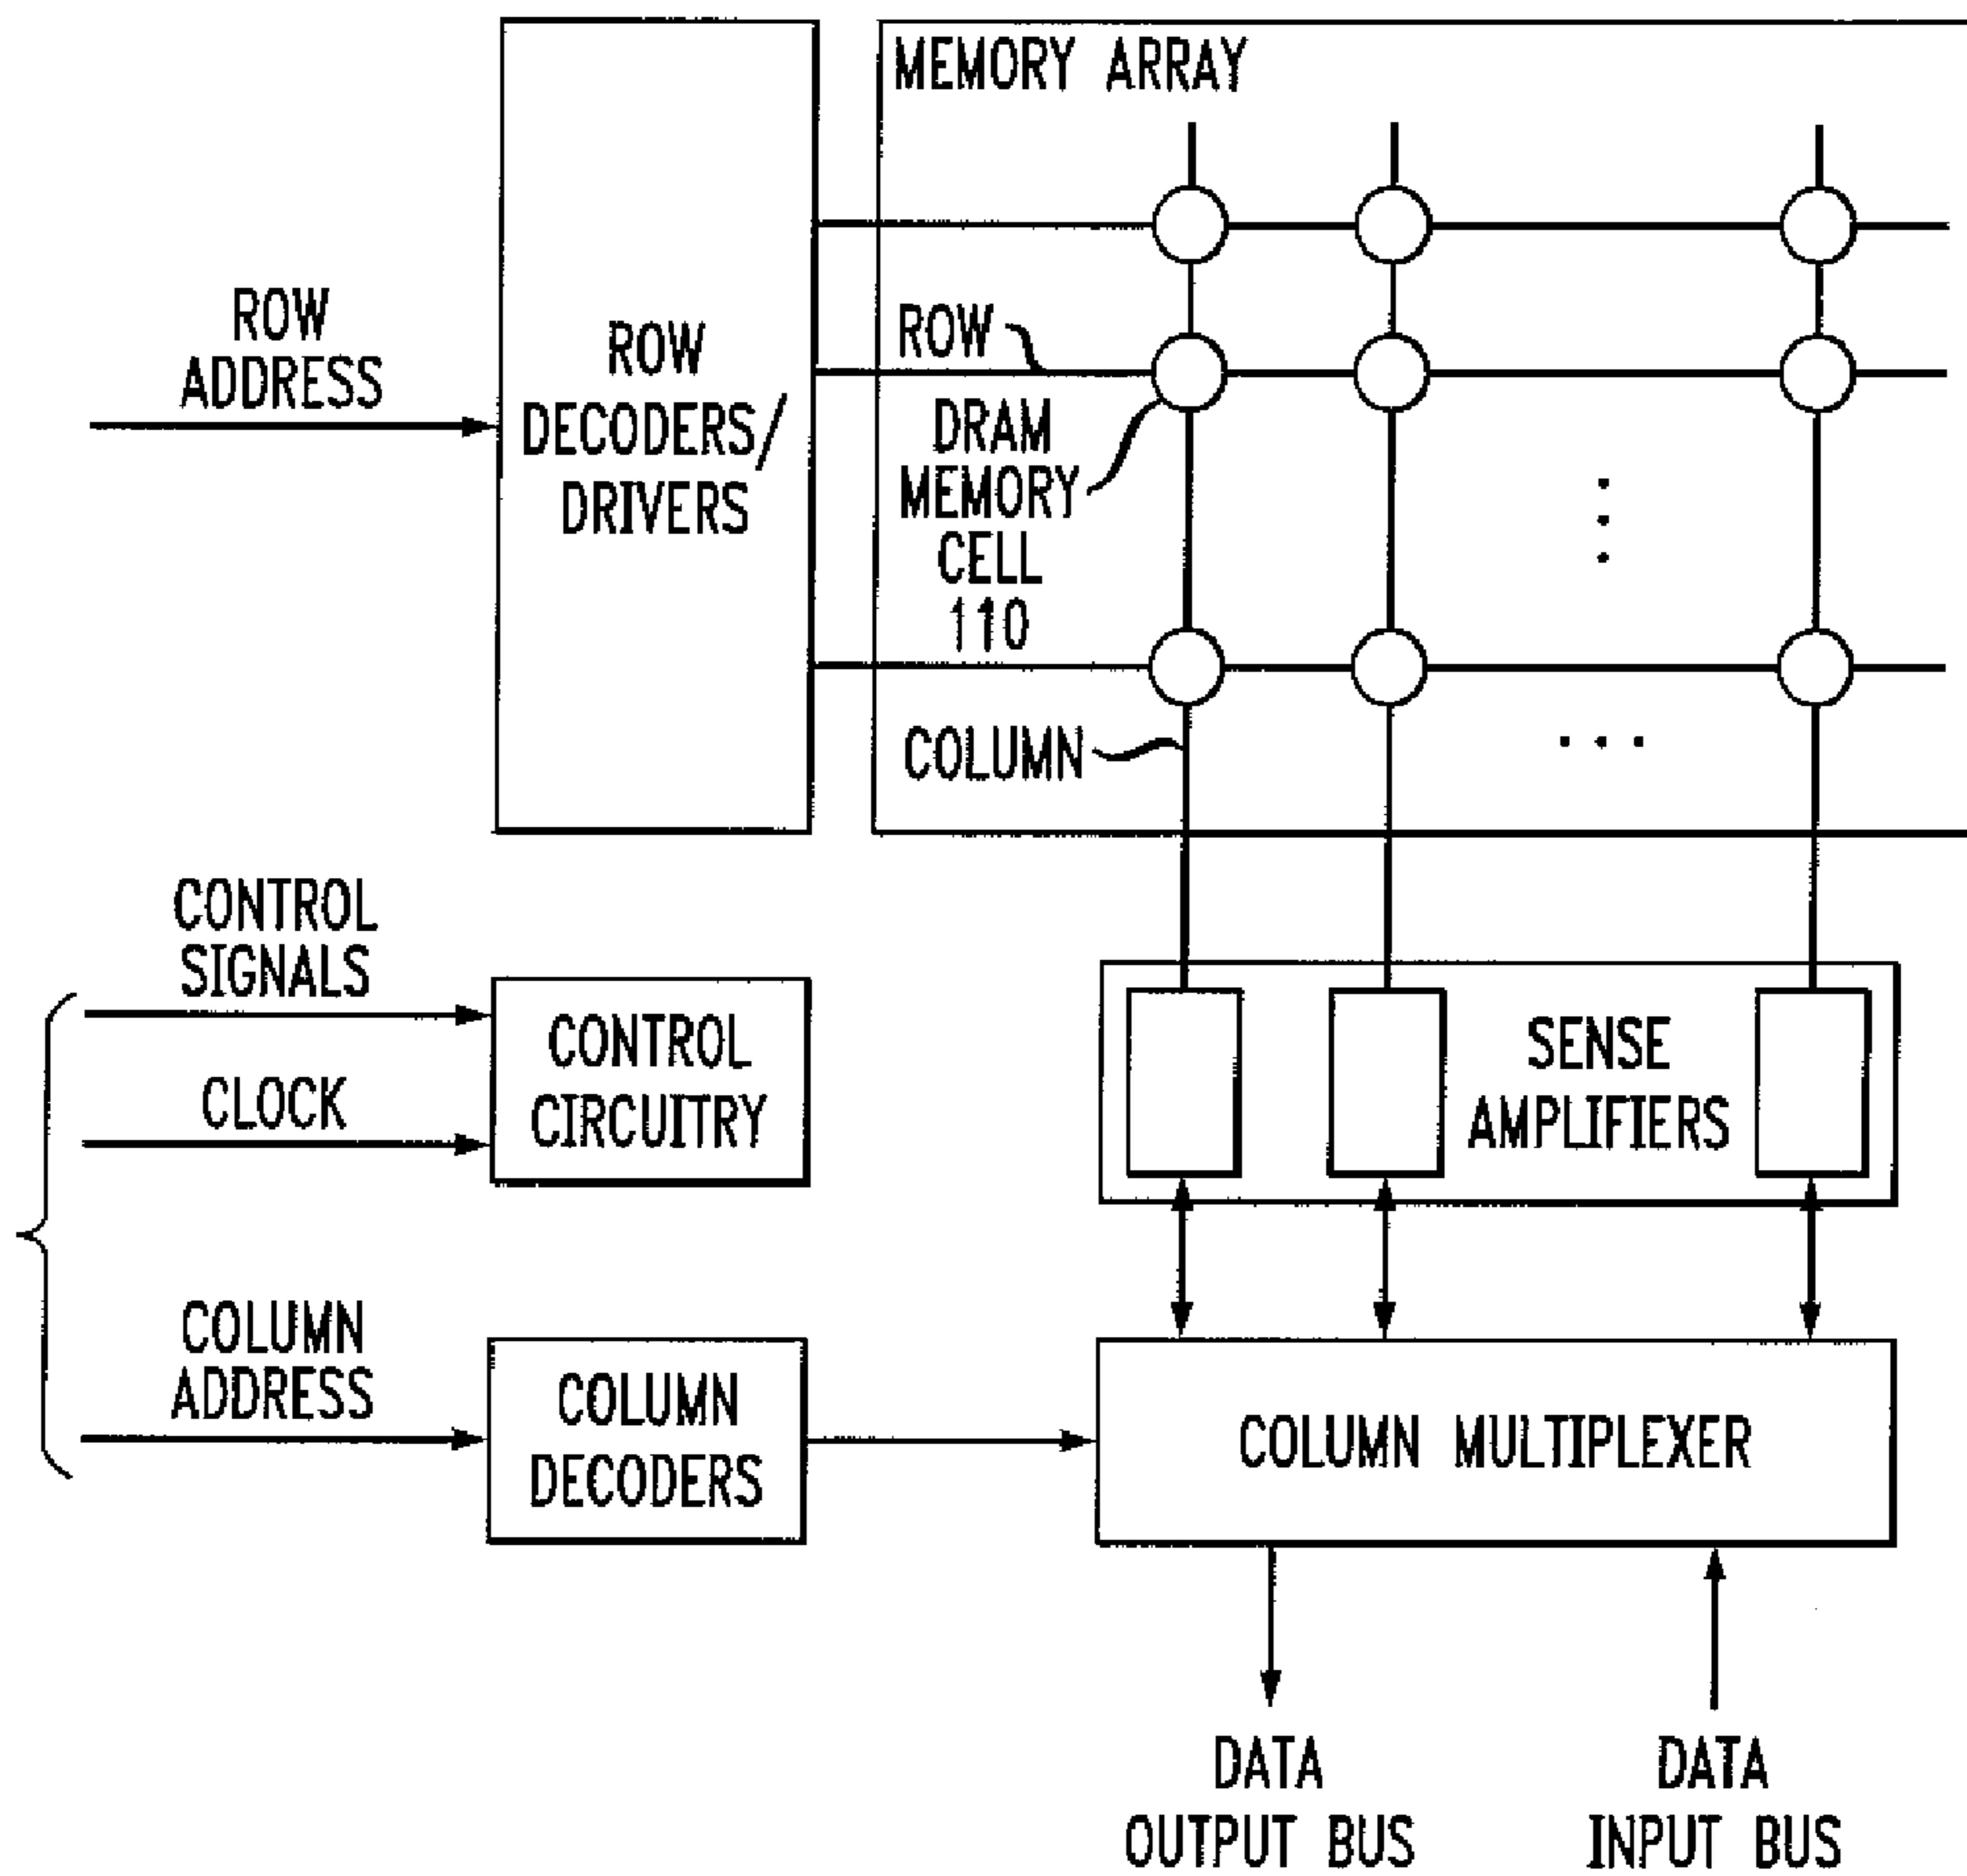 MEMORY ARRAY
ROW
ADDRESS
ROW
DECODERS/
DRIVERS
ROW
DRAM
MEMORY
CELL
110
COLUMN
CONTROL
SIGNALS
CLOCK
CONTROL
CIRCUITRY
SENSE
AMPLIFIERS
COLUMN
ADDRESS
COLUMN
DECODERS
COLUMN MULTIPLEXER
DATA
OUTPUT BUS
DATA
INPUT BUS